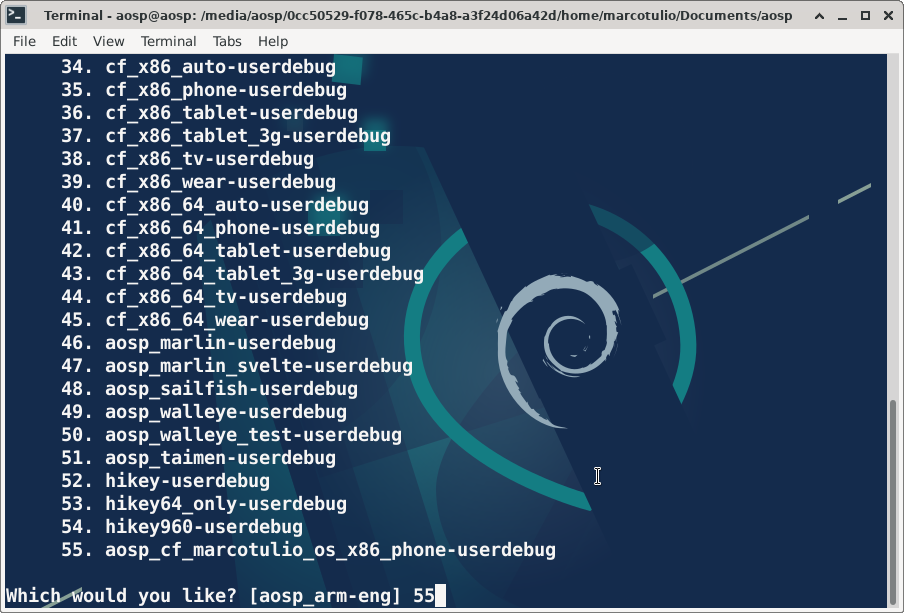 Terminal - aosp@aosp: /media/aosp/0cc50529-f078-465c-b4a8-a3f24d06a42d/home/marcotulio/Documents/aosp
File Edit View Terminal Tabs Help
34. cf_x86_auto-userdebug
35. cf_x86_phone-userdebug
36. cf_x86_tablet-userdebug
37. cf_x86_tablet_3g-userdebug
38. cf_x86_tv-userdebug
39. cf_x86_wear-userdebug
40. cf_x86_64_auto-userdebug
41. cf_x86_64_phone-userdebug
42. cf_x86_64_tablet-userdebug
43. cf_x86_64_tablet_3g-userdebug
44. cf_x86_64_tv-userdebug
45. cf_x86_64_wear-userdebug
46. aosp_marlin-userdebug
47. aosp_marlin_svelte-userdebug
48. aosp_sailfish-userdebug
49. aosp_walleye-userdebug
50. aosp_walleye_test-userdebug
51. aosp_taimen-userdebug
52. hikey-userdebug
53. hikey64_only-userdebug
54. hikey960-userdebug
55. aosp_cf_marcotulio_os_x86_phone-userdebug
Which would you like? [aosp_arm-eng] 55